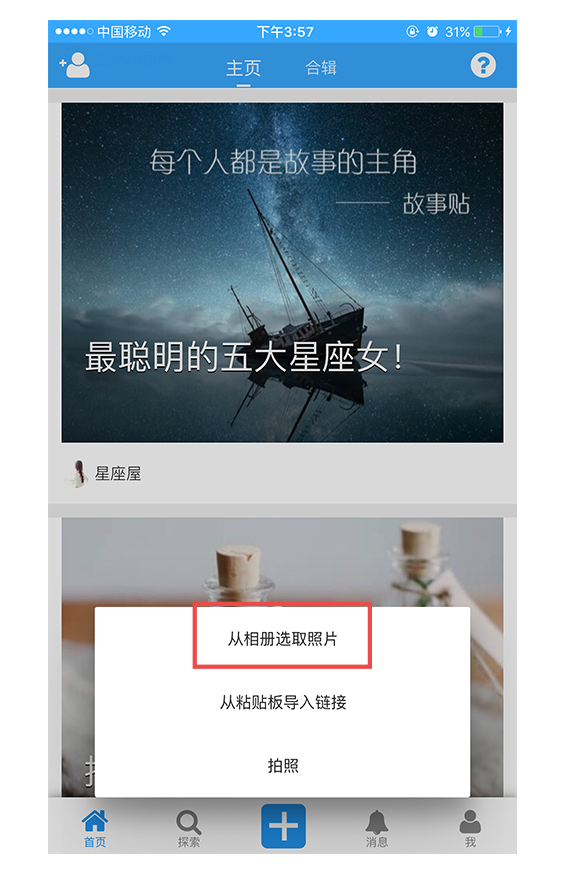 中国移动 下午3:57 31%
主页 合辑
每个人都是故事的主角
—— 故事贴
最聪明的五大星座女！
星座屋
从相册选取照片
从粘贴板导入链接
拍照
首页 探索 消息 我